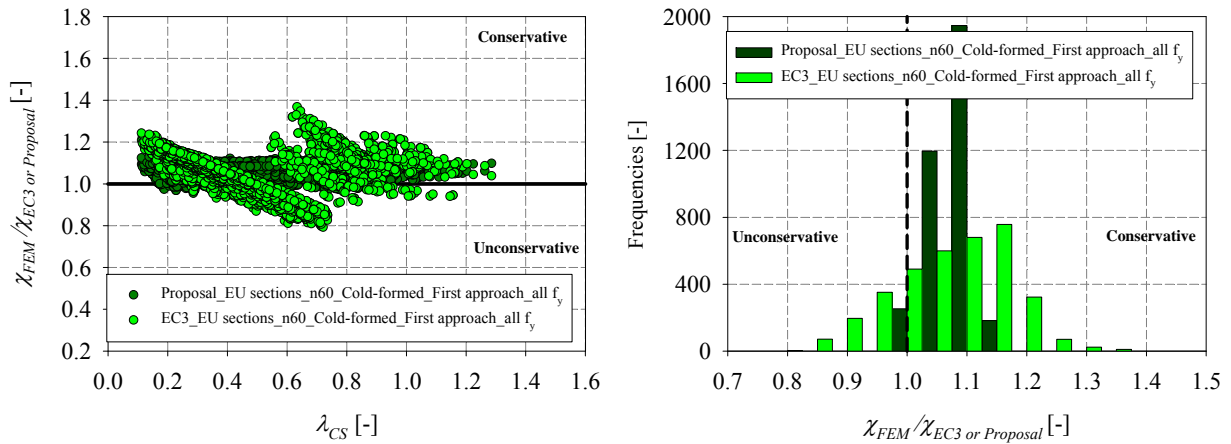 1.8
1.6
1.4
1.2
1.0
0.8
0.6
0.4
0.2
χFEM/χEC3 or Proposal [-]
Conservative
Unconservative
Proposal_EU sections_n60_Cold-formed_First approach_all fy
EC3_EU sections_n60_Cold-formed_First approach_all fy
0.0 0.2 0.4 0.6 0.8 1.0 1.2 1.4 1.6
λCS [-]
2000
1600
1200
800
400
0
Frequencies [-]
Proposal_EU sections_n60_Cold-formed_First approach_all fy
EC3_EU sections_n60_Cold-formed_First approach_all fy
Unconservative
Conservative
0.7 0.8 0.9 1.0 1.1 1.2 1.3 1.4 1.5
χFEM/χEC3 or Proposal [-]